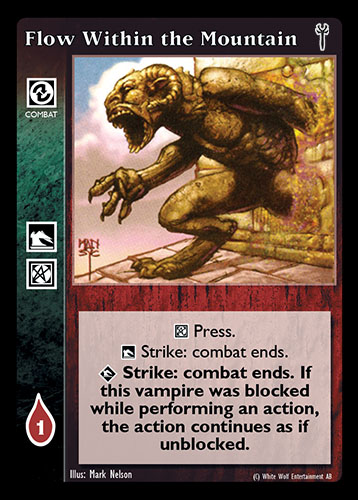 Flow Within the Mountain
COMBAT
Press.
Strike: combat ends.
Strike: combat ends. If
this vampire was blocked
while performing an action,
the action continues as if
unblocked.
1
Illus: Mark Nelson
(C) White Wolf Entertainment AB